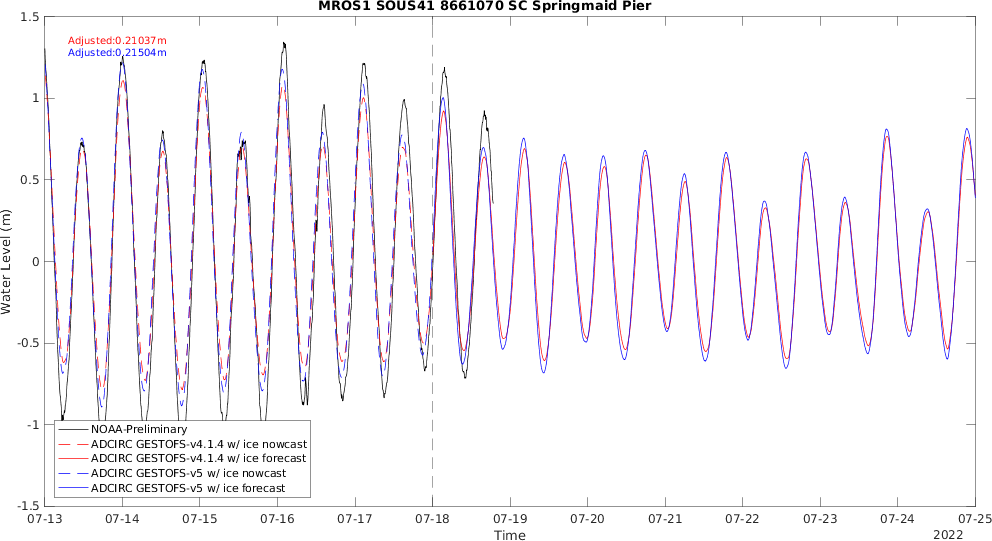 MROS1 SOUS41 8661070 SC Springmaid Pier
Adjusted:0.21037m
Adjusted:0.21504m
Water Level (m)
1.5
1
0.5
0
-0.5
-1
-1.5
NOAA-Preliminary
ADCIRC GESTOFS-v4.1.4 w/ ice nowcast
ADCIRC GESTOFS-v4.1.4 w/ ice forecast
ADCIRC GESTOFS-v5 w/ ice nowcast
ADCIRC GESTOFS-v5 w/ ice forecast
07-13 07-14 07-15 07-16 07-17 07-18 07-19 07-20 07-21 07-22 07-23 07-24 07-25
Time
2022